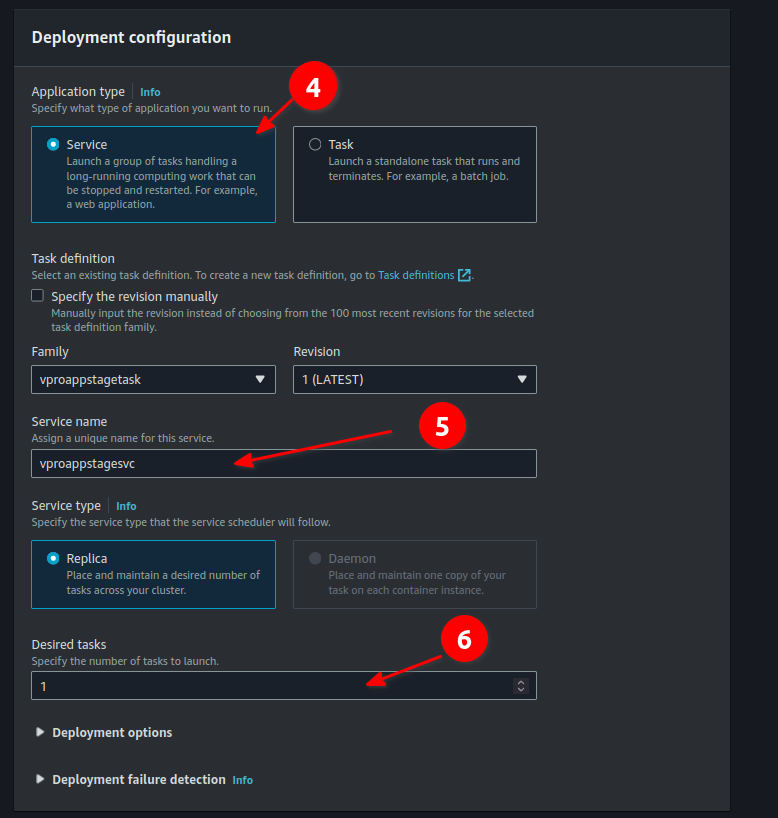 Deployment configuration
Application type Info
4
Specify what type of application you want to run.
Service
Launch a group of tasks handling a
long-running computing work that can
be stopped and restarted. For example,
a web application.
Task
Launch a standalone task that runs and
terminates. For example, a batch job.
Task definition
Select an existing task definition. To create a new task definition, go to Task definitions.
Specify the revision manually
Manually input the revision instead of choosing from the 100 most recent revisions for the selected
task definition family.
Family
vproappstagetask
Revision
1 (LATEST)
Service name
5
Assign a unique name for this service.
vproappstagesvc
Service type Info
Specify the service type that the service scheduler will follow.
Replica
Place and maintain a desired number of
tasks across your cluster.
Daemon
Place and maintain one copy of your
task on each container instance.
Desired tasks
6
Specify the number of tasks to launch.
1
Deployment options
Deployment failure detection Info